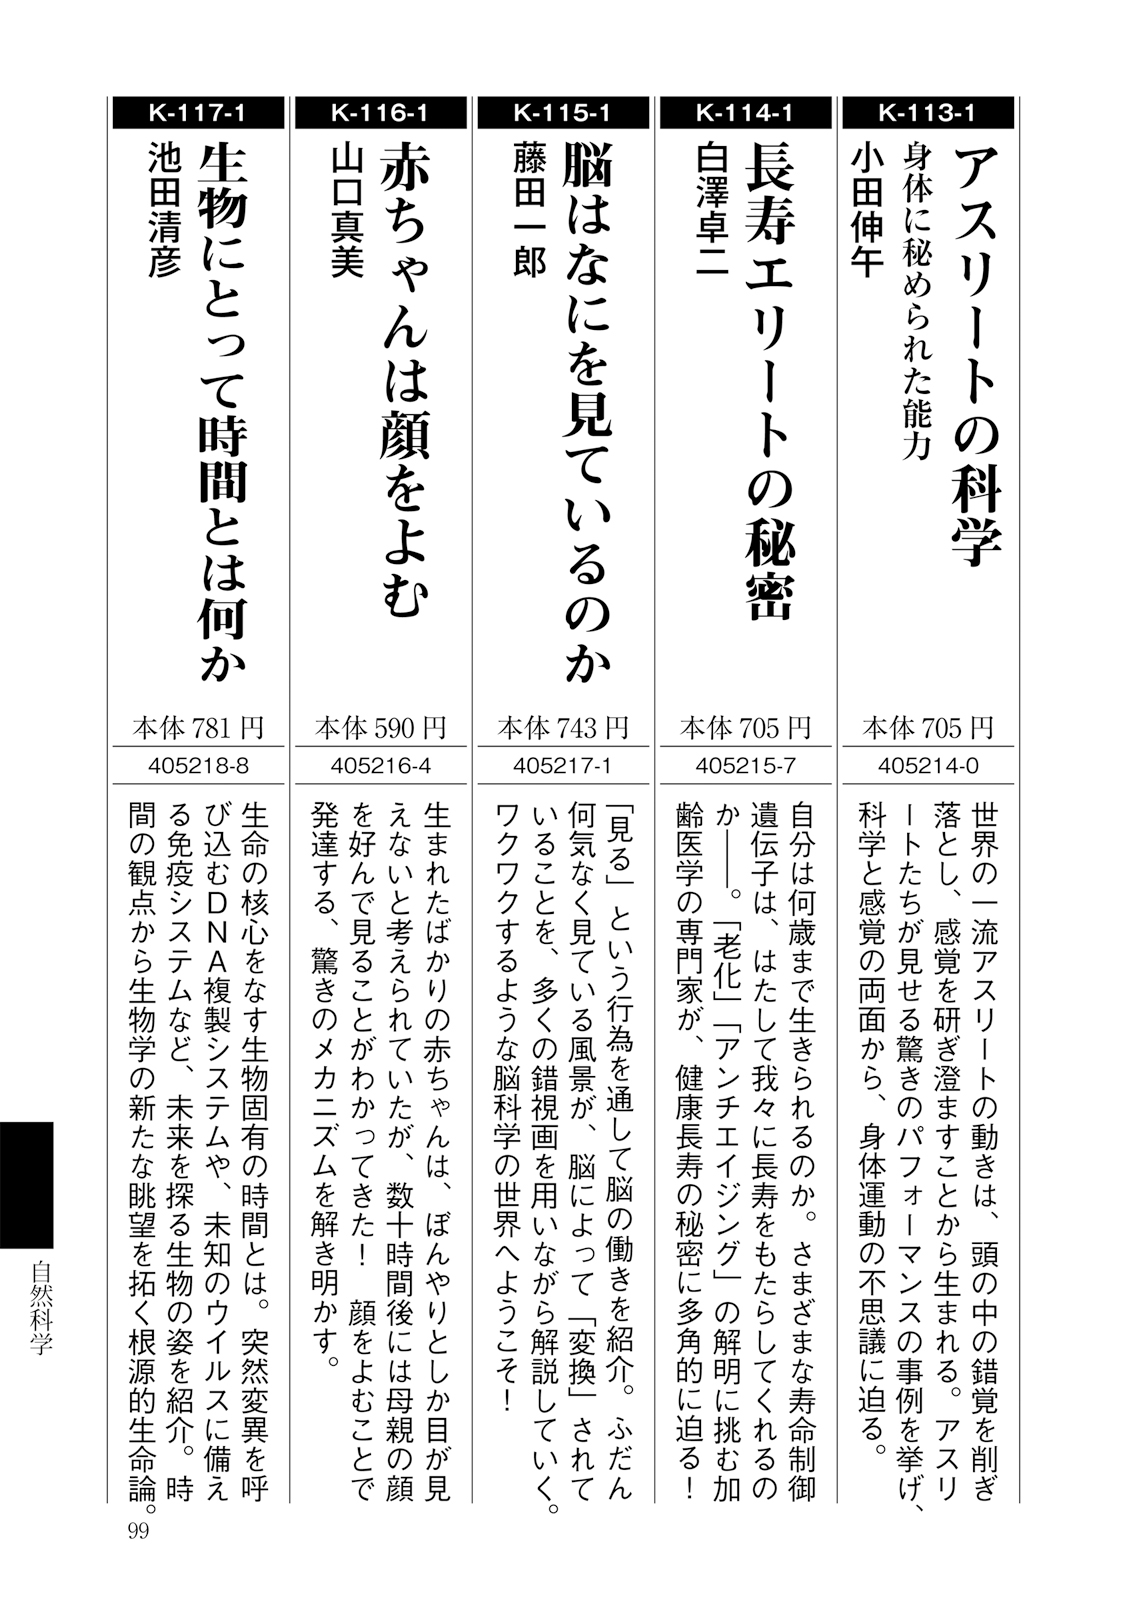 K-113-1
アスリートの科学
身体に秘められた能力
小田伸午
本体 705 円
405214-0
世界の一流アスリートの動きは、頭の中の錯覚を削ぎ
落とし、感覚を研ぎ澄ますことから生まれる。アスリ
ートたちが見せる驚きのパフォーマンスの事例を挙げ、
科学と感覚の両面から、身体運動の不思議に迫る。
K-114-1
長寿エリートの秘密
白澤卓二
本体 705 円
405215-7
自分は何歳まで生きられるのか。さまざまな寿命制御
遺伝子は、はたして我々に長寿をもたらしてくれるの
か――。「老化」「アンチエイジング」の解明に挑む加
齢医学の専門家が、健康長寿の秘密に多角的に迫る！
K-115-1
脳はなにを見ているのか
藤田一郎
本体 743 円
405217-1
「見る」という行為を通して脳の働きを紹介。ふだん
何気なく見ている風景が、脳によって「変換」されて
いることを、多くの錯視画を用いながら解説していく。
ワクワクするような脳科学の世界へようこそ！
K-116-1
赤ちゃんは顔をよむ
山口真美
本体 590 円
405216-4
生まれたばかりの赤ちゃんは、ぼんやりとしか目が見
えないと考えられていたが、数十時間後には母親の顔
を好んで見ることがわかってきた！　顔をよむことで
発達する、驚きのメカニズムを解き明かす。
K-117-1
生物にとって時間とは何か
池田清彦
本体 781 円
405218-8
生命の核心をなす生物固有の時間とは。突然変異を呼
び込むＤＮＡ複製システムや、未知のウイルスに備え
る免疫システムなど、未来を探る生物の姿を紹介。時
間の観点から生物学の新たな眺望を拓く根源的生命論。
自然科学
99